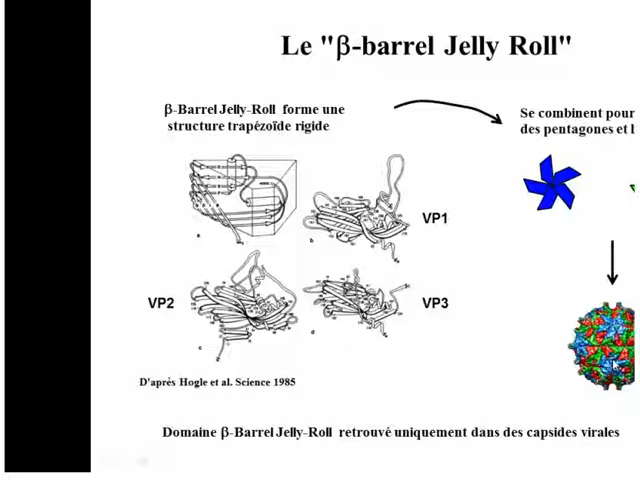 Le "β-barrel Jelly Roll"
β-Barrel Jelly-Roll forme une
structure trapézoïde rigide
Se combinent pour
des pentagones et
a
b
VP1
VP2
VP3
c
d
D'après Hogle et al. Science 1985
Domaine β-Barrel Jelly-Roll retrouvé uniquement dans des capsides virales